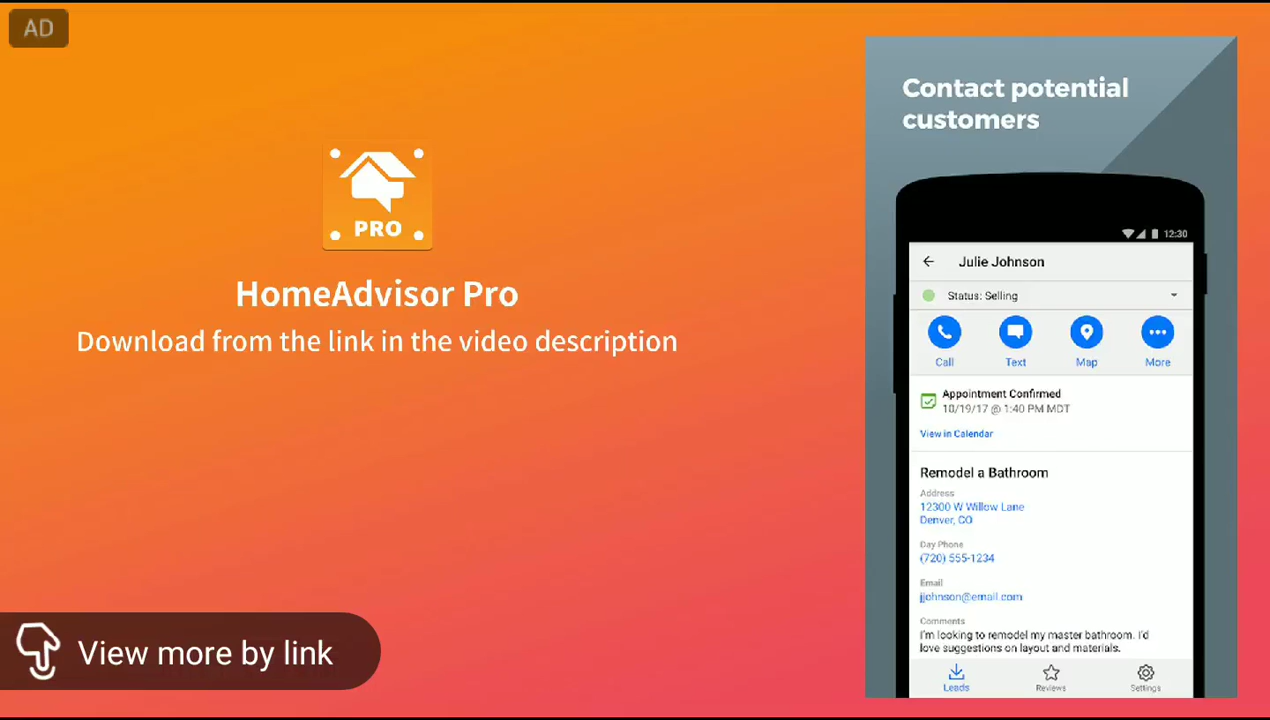 AD
PRO
HomeAdvisor Pro
Download from the link in the video description
View more by link
Contact potential
customers
12:30
Julie Johnson
Status: Selling
Call Text Map More
Appointment Confirmed
10/19/17 @ 1:40 PM MDT
View in Calendar
Remodel a Bathroom
Address
12300 W Willow Lane
Denver, CO
Day Phone
(720) 555-1234
Email
jjohnson@email.com
Comments
I'm looking to remodel my master bathroom. I'd
love suggestions on layout and materials.
Leads Reviews Settings